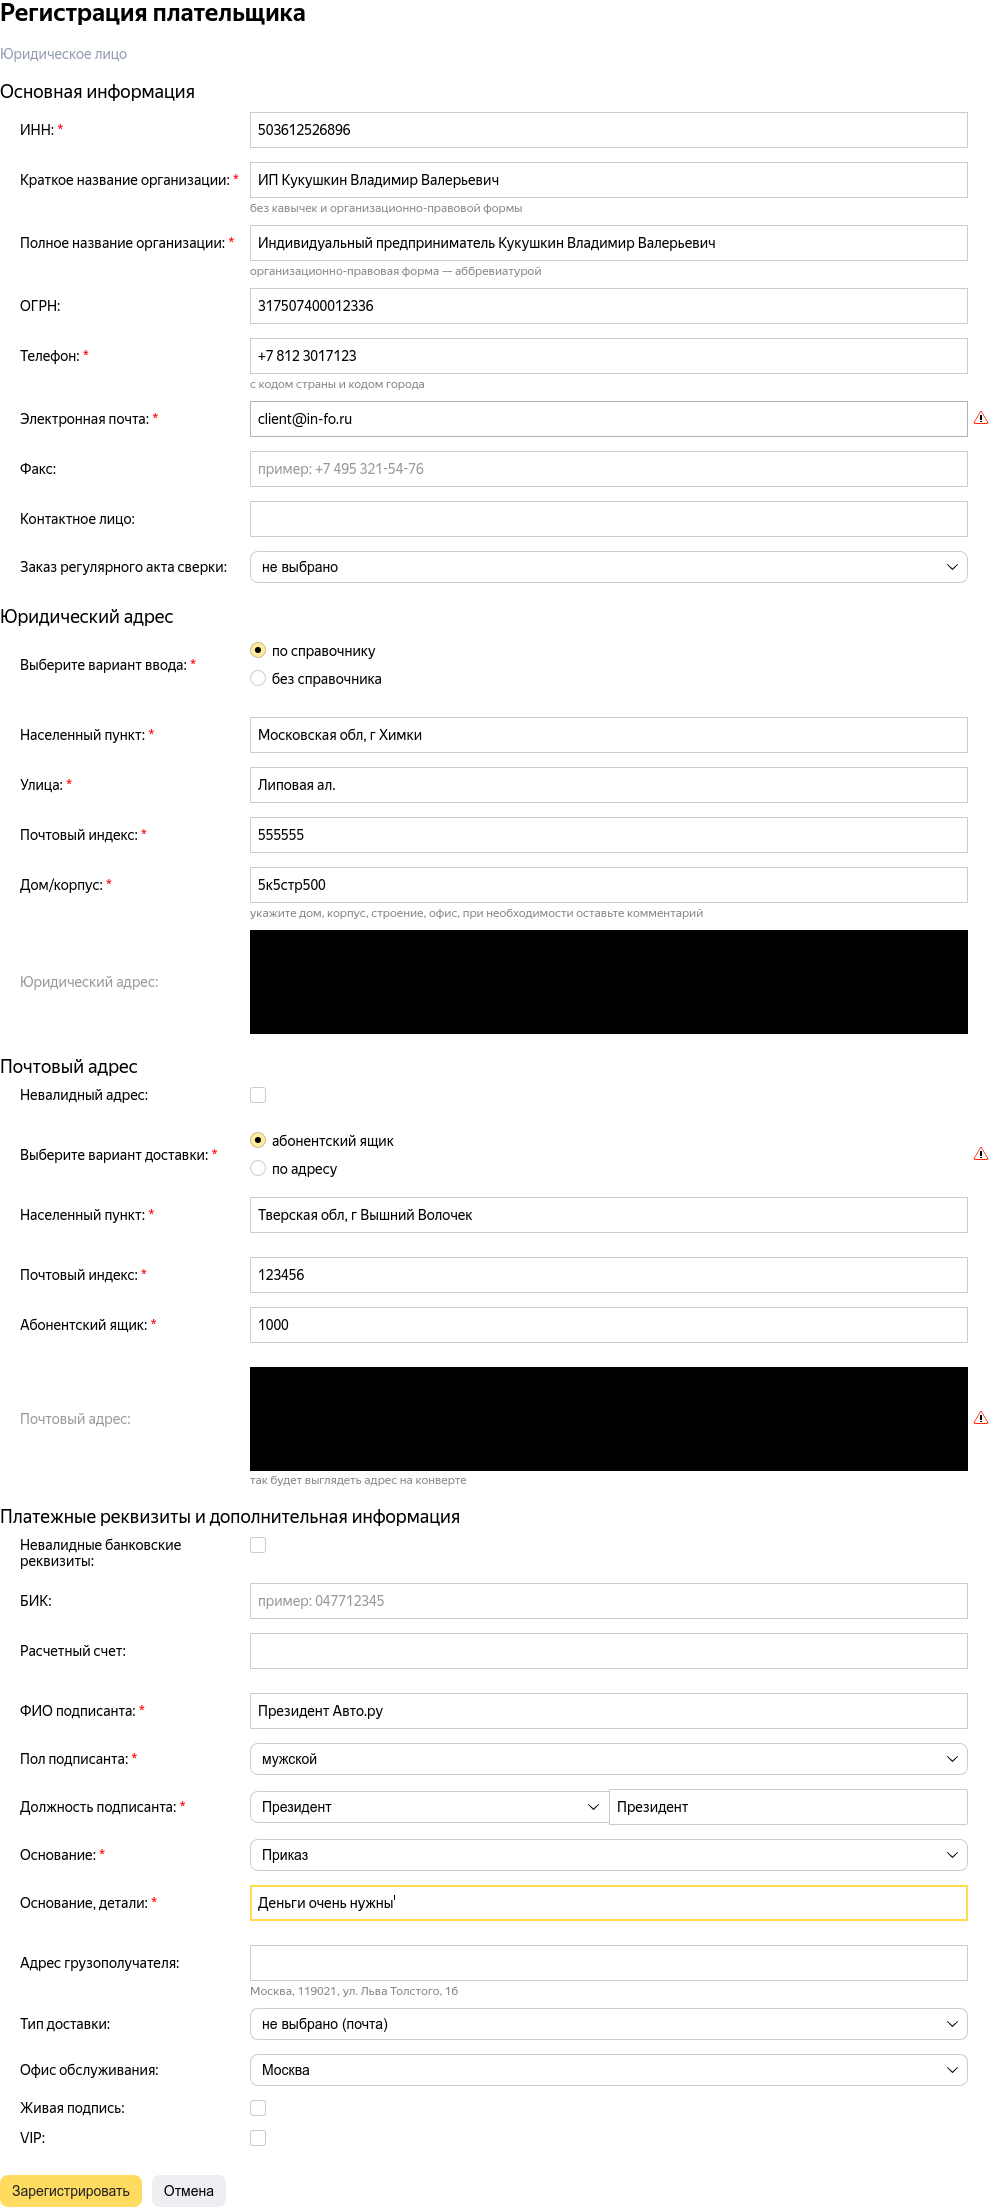 Регистрация плательщика
Юридическое лицо
Основная информация
ИНН: * 503612526896
Краткое название организации: * ИП Кукушкин Владимир Валерьевич
без кавычек и организационно-правовой формы
Полное название организации: * Индивидуальный предприниматель Кукушкин Владимир Валерьевич
организационно-правовая форма — аббревиатурой
ОГРН: 317507400012336
Телефон: * +7 812 3017123
с кодом страны и кодом города
Электронная почта: * client@in-fo.ru
Факс: пример: +7 495 321-54-76
Контактное лицо:
Заказ регулярного акта сверки: не выбрано
Юридический адрес
по справочнику
Выберите вариант ввода: *
без справочника
Населенный пункт: * Московская обл, г Химки
Улица: * Липовая ал.
Почтовый индекс: * 555555
Дом/корпус: * 5к5стр500
укажите дом, корпус, строение, офис, при необходимости оставьте комментарий
Юридический адрес:
Почтовый адрес
Невалидный адрес:
абонентский ящик
Выберите вариант доставки: *
по адресу
Населенный пункт: * Тверская обл, г Вышний Волочек
Почтовый индекс: * 123456
Абонентский ящик: * 1000
Почтовый адрес:
так будет выглядеть адрес на конверте
Платежные реквизиты и дополнительная информация
Невалидные банковские
реквизиты:
БИК: пример: 047712345
Расчетный счет:
ФИО подписанта: * Президент Авто.ру
Пол подписанта: * мужской
Должность подписанта: * Президент Президент
Основание: * Приказ
Основание, детали: * Деньги очень нужны
Адрес грузополучателя:
Москва, 119021, ул. Льва Толстого, 16
Тип доставки: не выбрано (почта)
Офис обслуживания: Москва
Живая подпись:
VIP:
Зарегистрировать Отмена